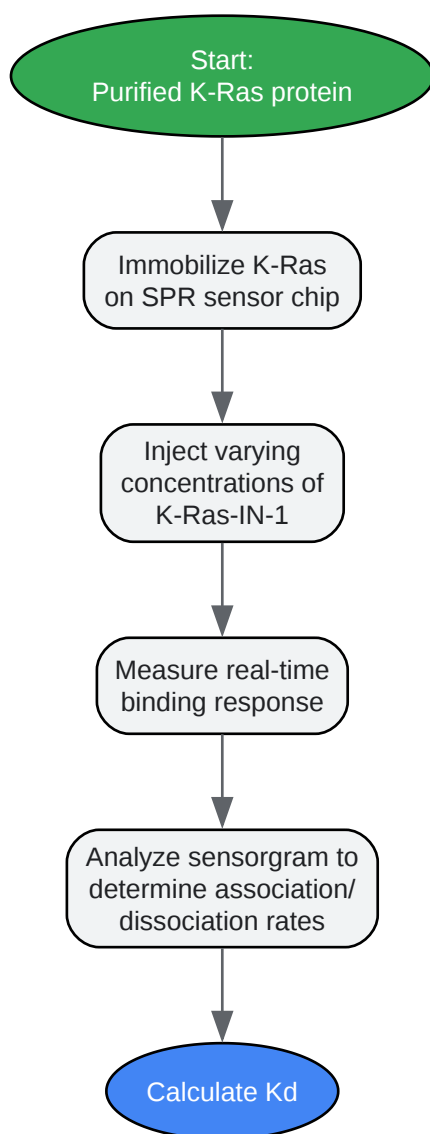 Start:
Purified K-Ras protein
Immobilize K-Ras
on SPR sensor chip
Inject varying
concentrations of
K-Ras-IN-1
Measure real-time
binding response
Analyze sensorgram to
determine association/
dissociation rates
Calculate Kd